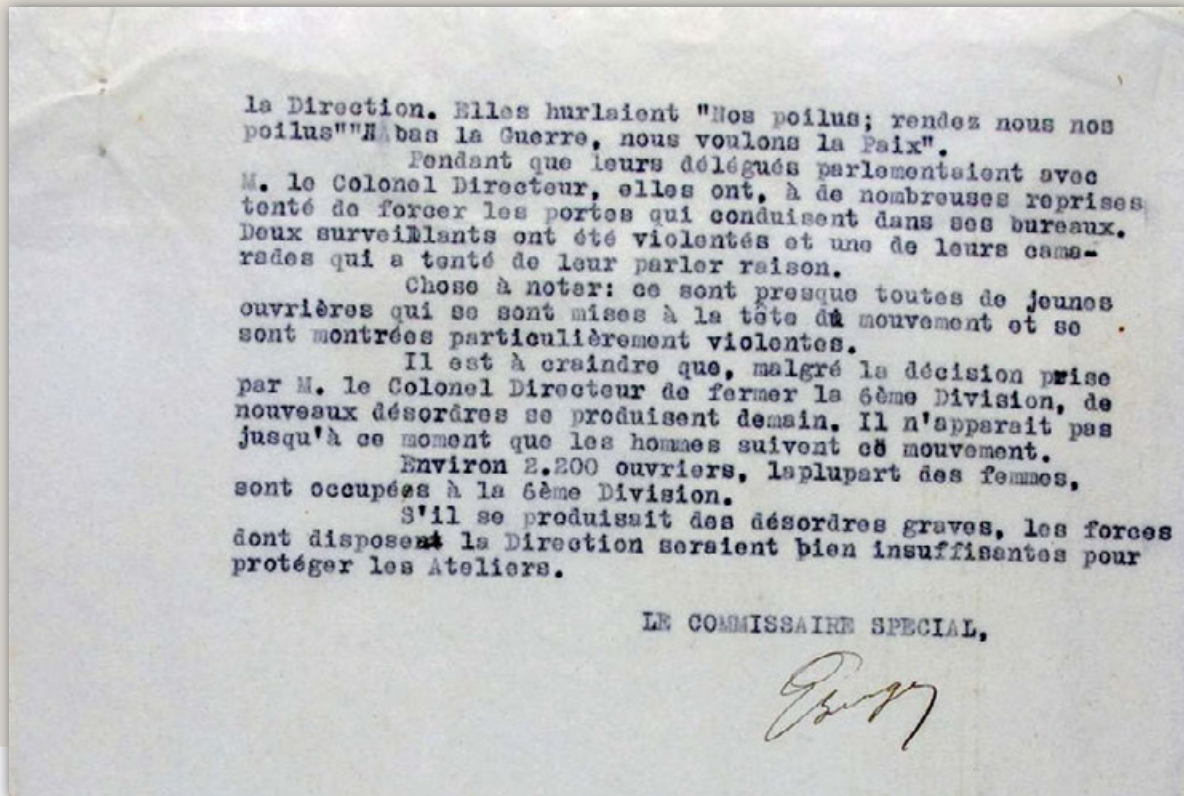 la Direction. Elles hurlaient "Nos poilus; rendez nous nos
poilus""A bas la Guerre, nous voulons la Paix".
Pendant que leurs délégués parlementaient avec
M. le Colonel Directeur, elles ont, à de nombreuses reprises
tenté de forcer les portes qui conduisent dans ses bureaux.
Deux surveillants ont été violentés et une de leurs cama-
rades qui a tenté de leur parler raison.
Chose à noter: ce sont presque toutes de jeunes
ouvrières qui se sont mises à la tête du mouvement et se
sont montrées particulièrement violentes.
Il est à craindre que, malgré la décision prise
par M. le Colonel Directeur de fermer la 6ème Division, de
nouveaux désordres se produisent demain. Il n'apparait pas
jusqu'à ce moment que les hommes suivent ce mouvement.
Environ 2.200 ouvriers, laplupart des femmes,
sont occupées à la 6ème Division.
S'il se produisait des désordres graves, les forces
dont dispose la Direction seraient bien insuffisantes pour
protéger les Ateliers.
LE COMMISSAIRE SPECIAL,